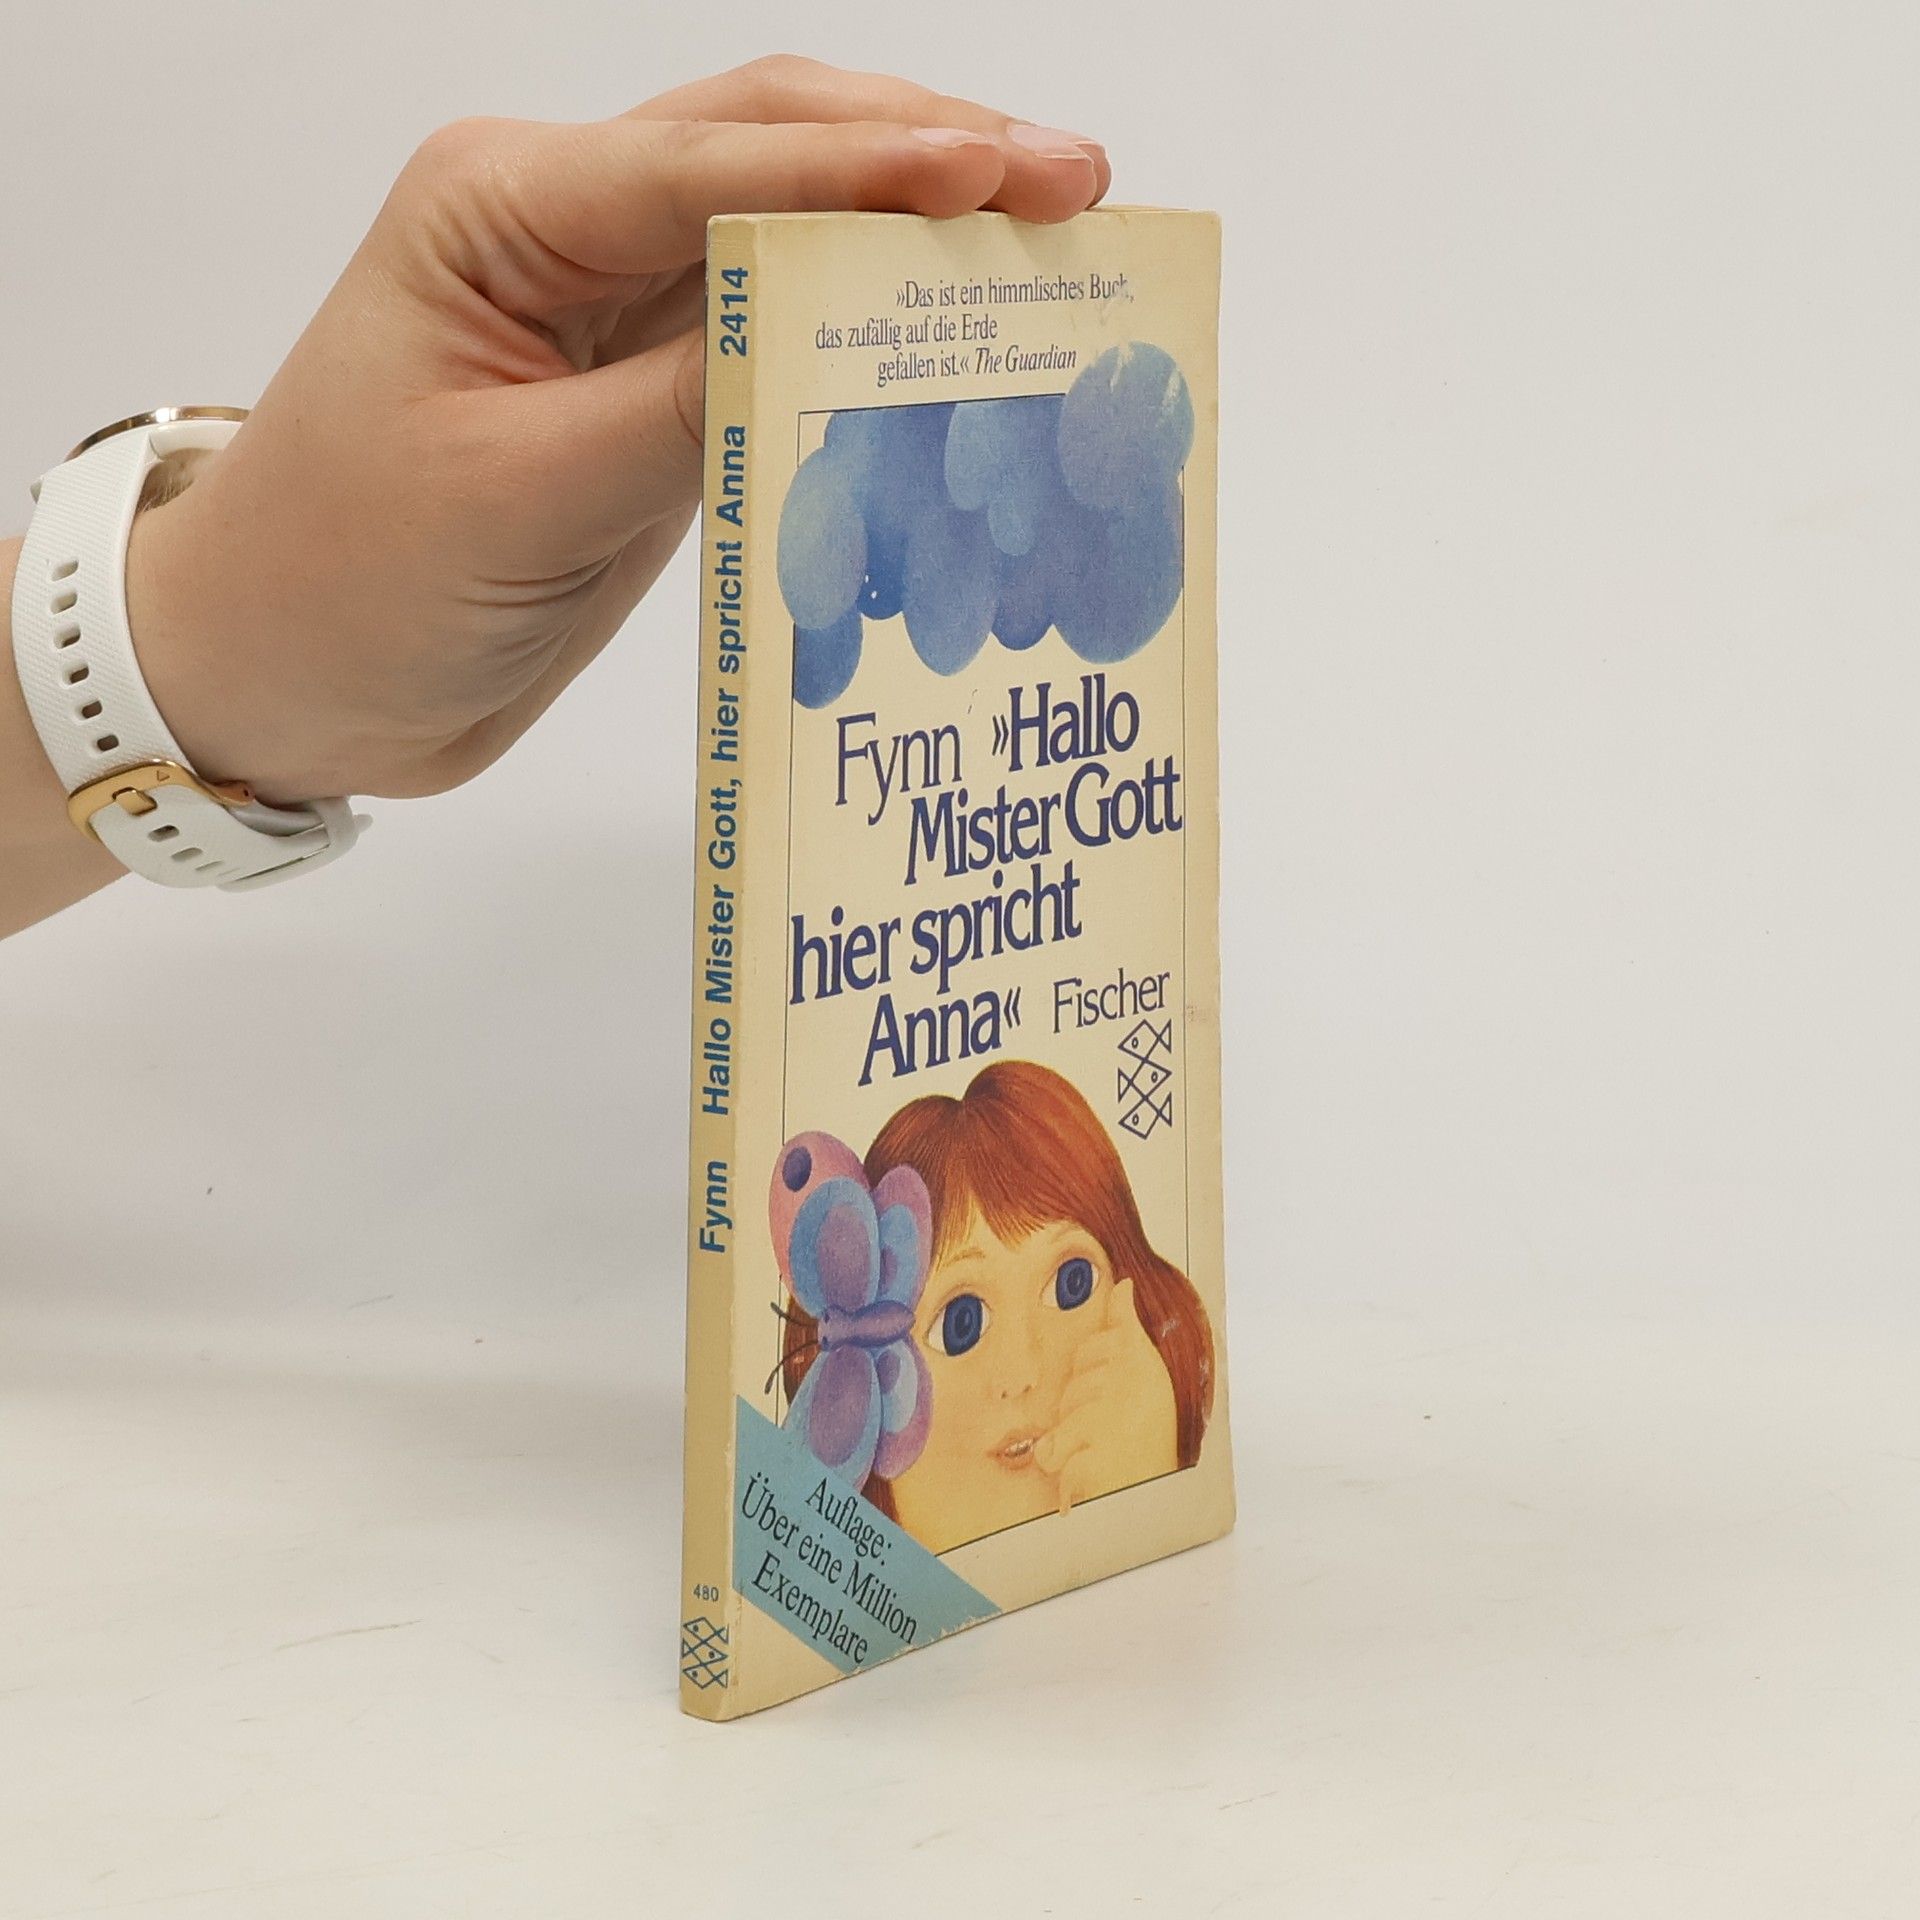 Fynn Hallo Mister Gott, hier spricht Anna 2414
480
»Das ist ein himmlisches Buch,
das zufällig auf die Erde
gefallen ist.« The Guardian
Fynn »Hallo
Mister Gott
hier spricht
Anna« Fischer
Auflage:
Über eine Million
Exemplare